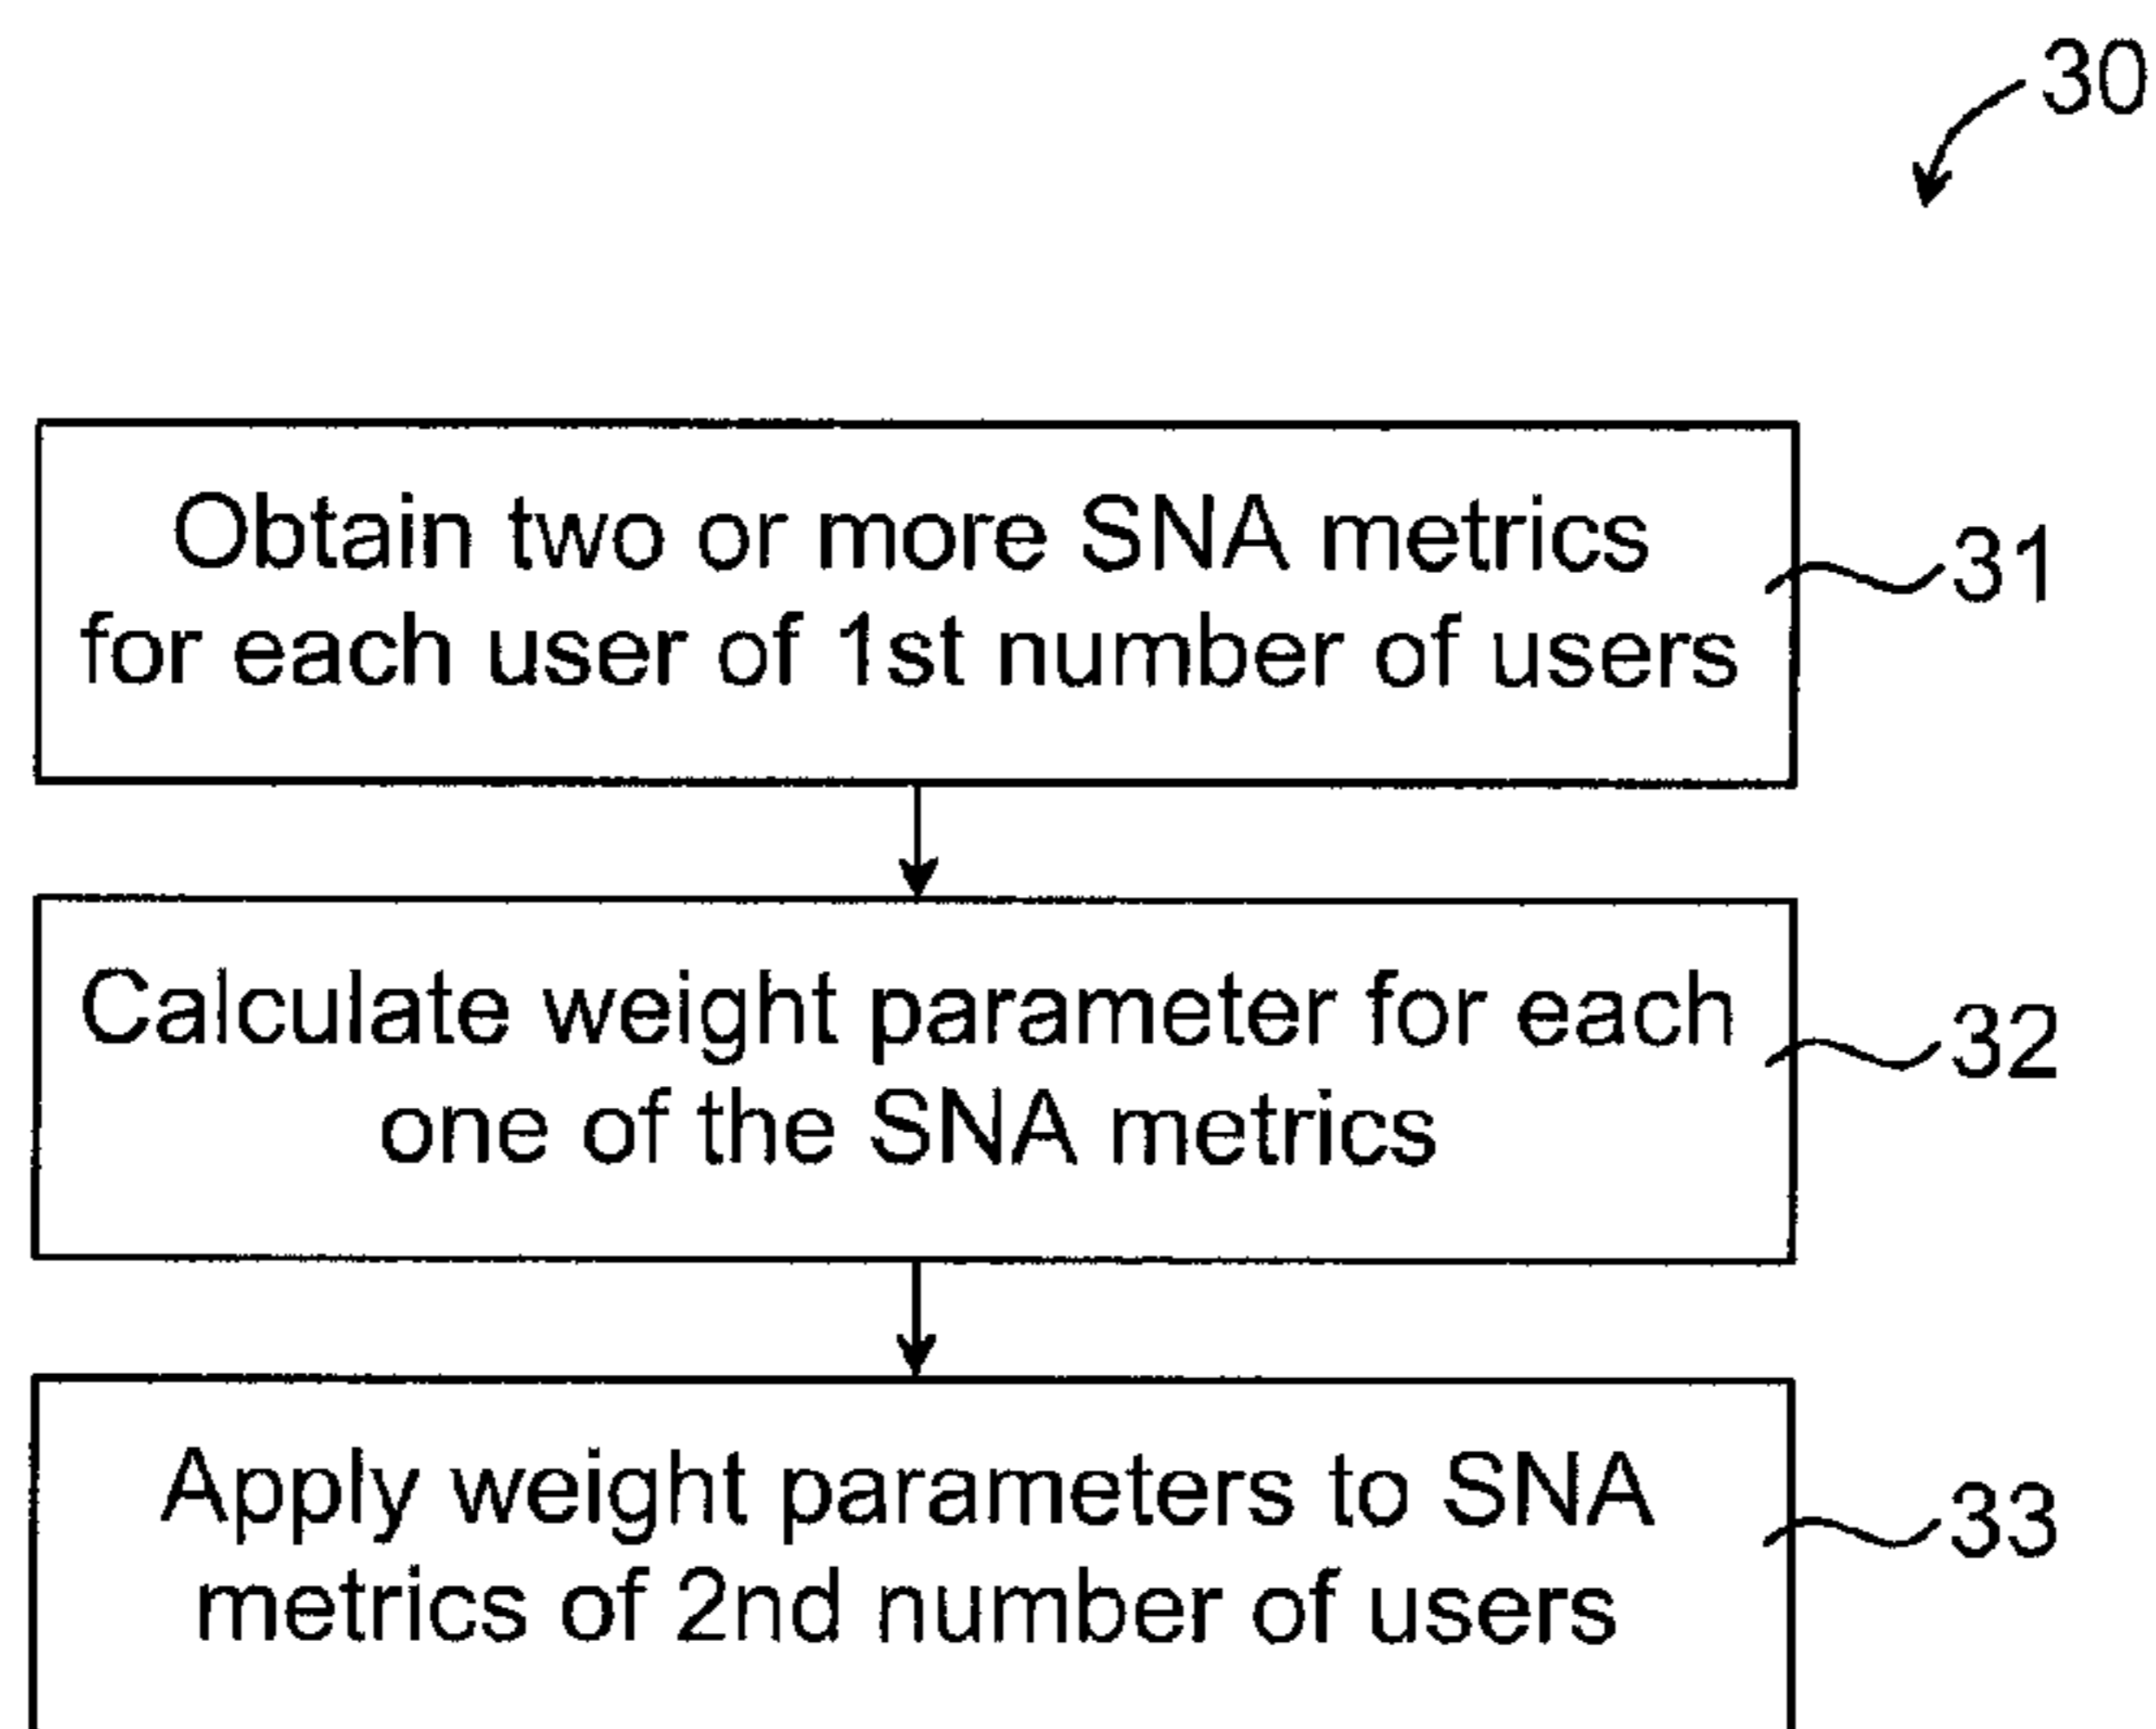 30
Obtain two or more SNA metrics
for each user of 1st number of users
31
Calculate weight parameter for each
one of the SNA metrics
32
Apply weight parameters to SNA
metrics of 2nd number of users
33